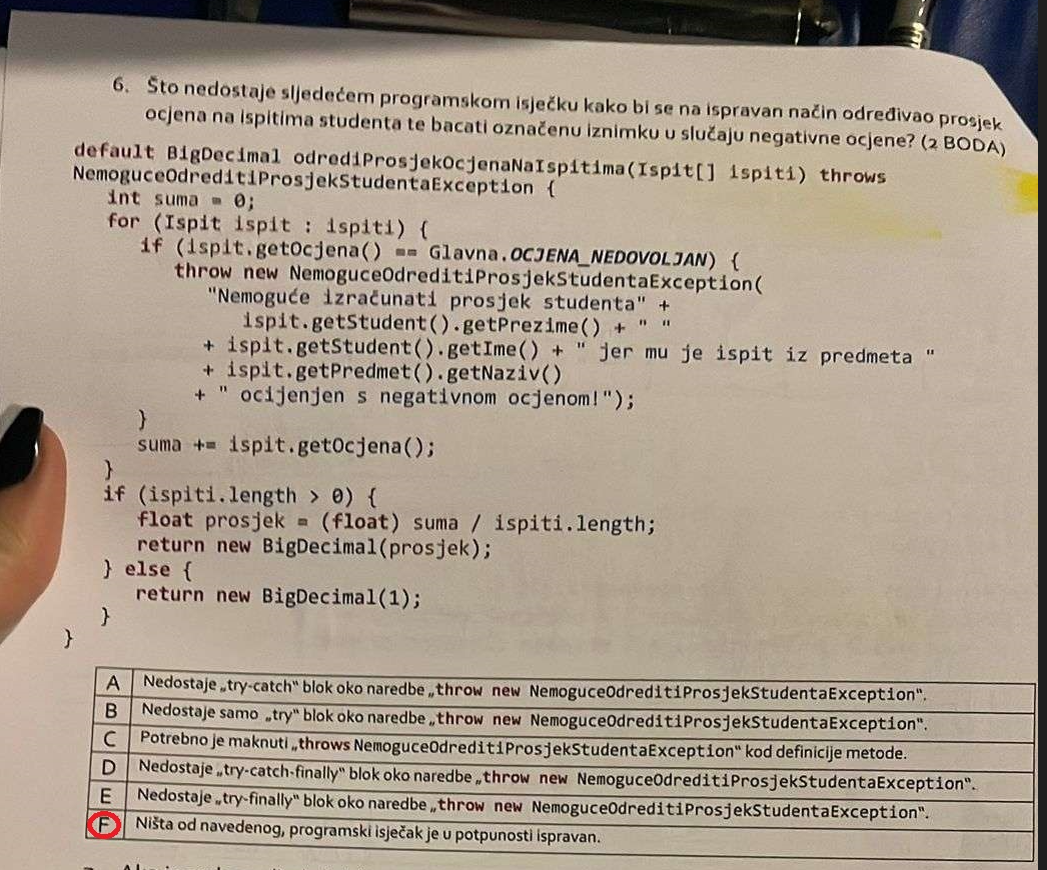 6. Što nedostaje sljedećem programskom isječku kako bi se na ispravan način određivao prosjek
ocjena na ispitima studenta te bacati označenu iznimku u slučaju negativne ocjene? (2 BODA)
default BigDecimal odrediProsjekOcjenaNaIspitima(Ispit[] ispiti) throws
NemoguceOdreditiProsjekStudentaException {
int suma = 0;
for (Ispit ispit : ispiti) {
if (ispit.getOcjena() == Glavna.OCJENA_NEDOVOLJAN) {
throw new NemoguceOdreditiProsjekStudentaException(
"Nemoguće izračunati prosjek studenta" +
ispit.getStudent().getPrezime() + " "
+ ispit.getStudent().getIme() + " jer mu je ispit iz predmeta "
+ ispit.getPredmet().getNaziv()
+ " ocijenjen s negativnom ocjenom!");
}
suma += ispit.getOcjena();
}
if (ispiti.length > 0) {
float prosjek = (float) suma / ispiti.length;
return new BigDecimal(prosjek);
} else {
return new BigDecimal(1);
}
}
A Nedostaje „try-catch“ blok oko naredbe „throw new NemoguceOdreditiProsjekStudentaException“.
B Nedostaje samo „try“ blok oko naredbe „throw new NemoguceOdreditiProsjekStudentaException“.
C Potrebno je maknuti „throws NemoguceOdreditiProsjekStudentaException“ kod definicije metode.
D Nedostaje „try-catch-finally“ blok oko naredbe „throw new NemoguceOdreditiProsjekStudentaException“.
E Nedostaje „try-finally“ blok oko naredbe „throw new NemoguceOdreditiProsjekStudentaException“.
F Ništa od navedenog, programski isječak je u potpunosti ispravan.